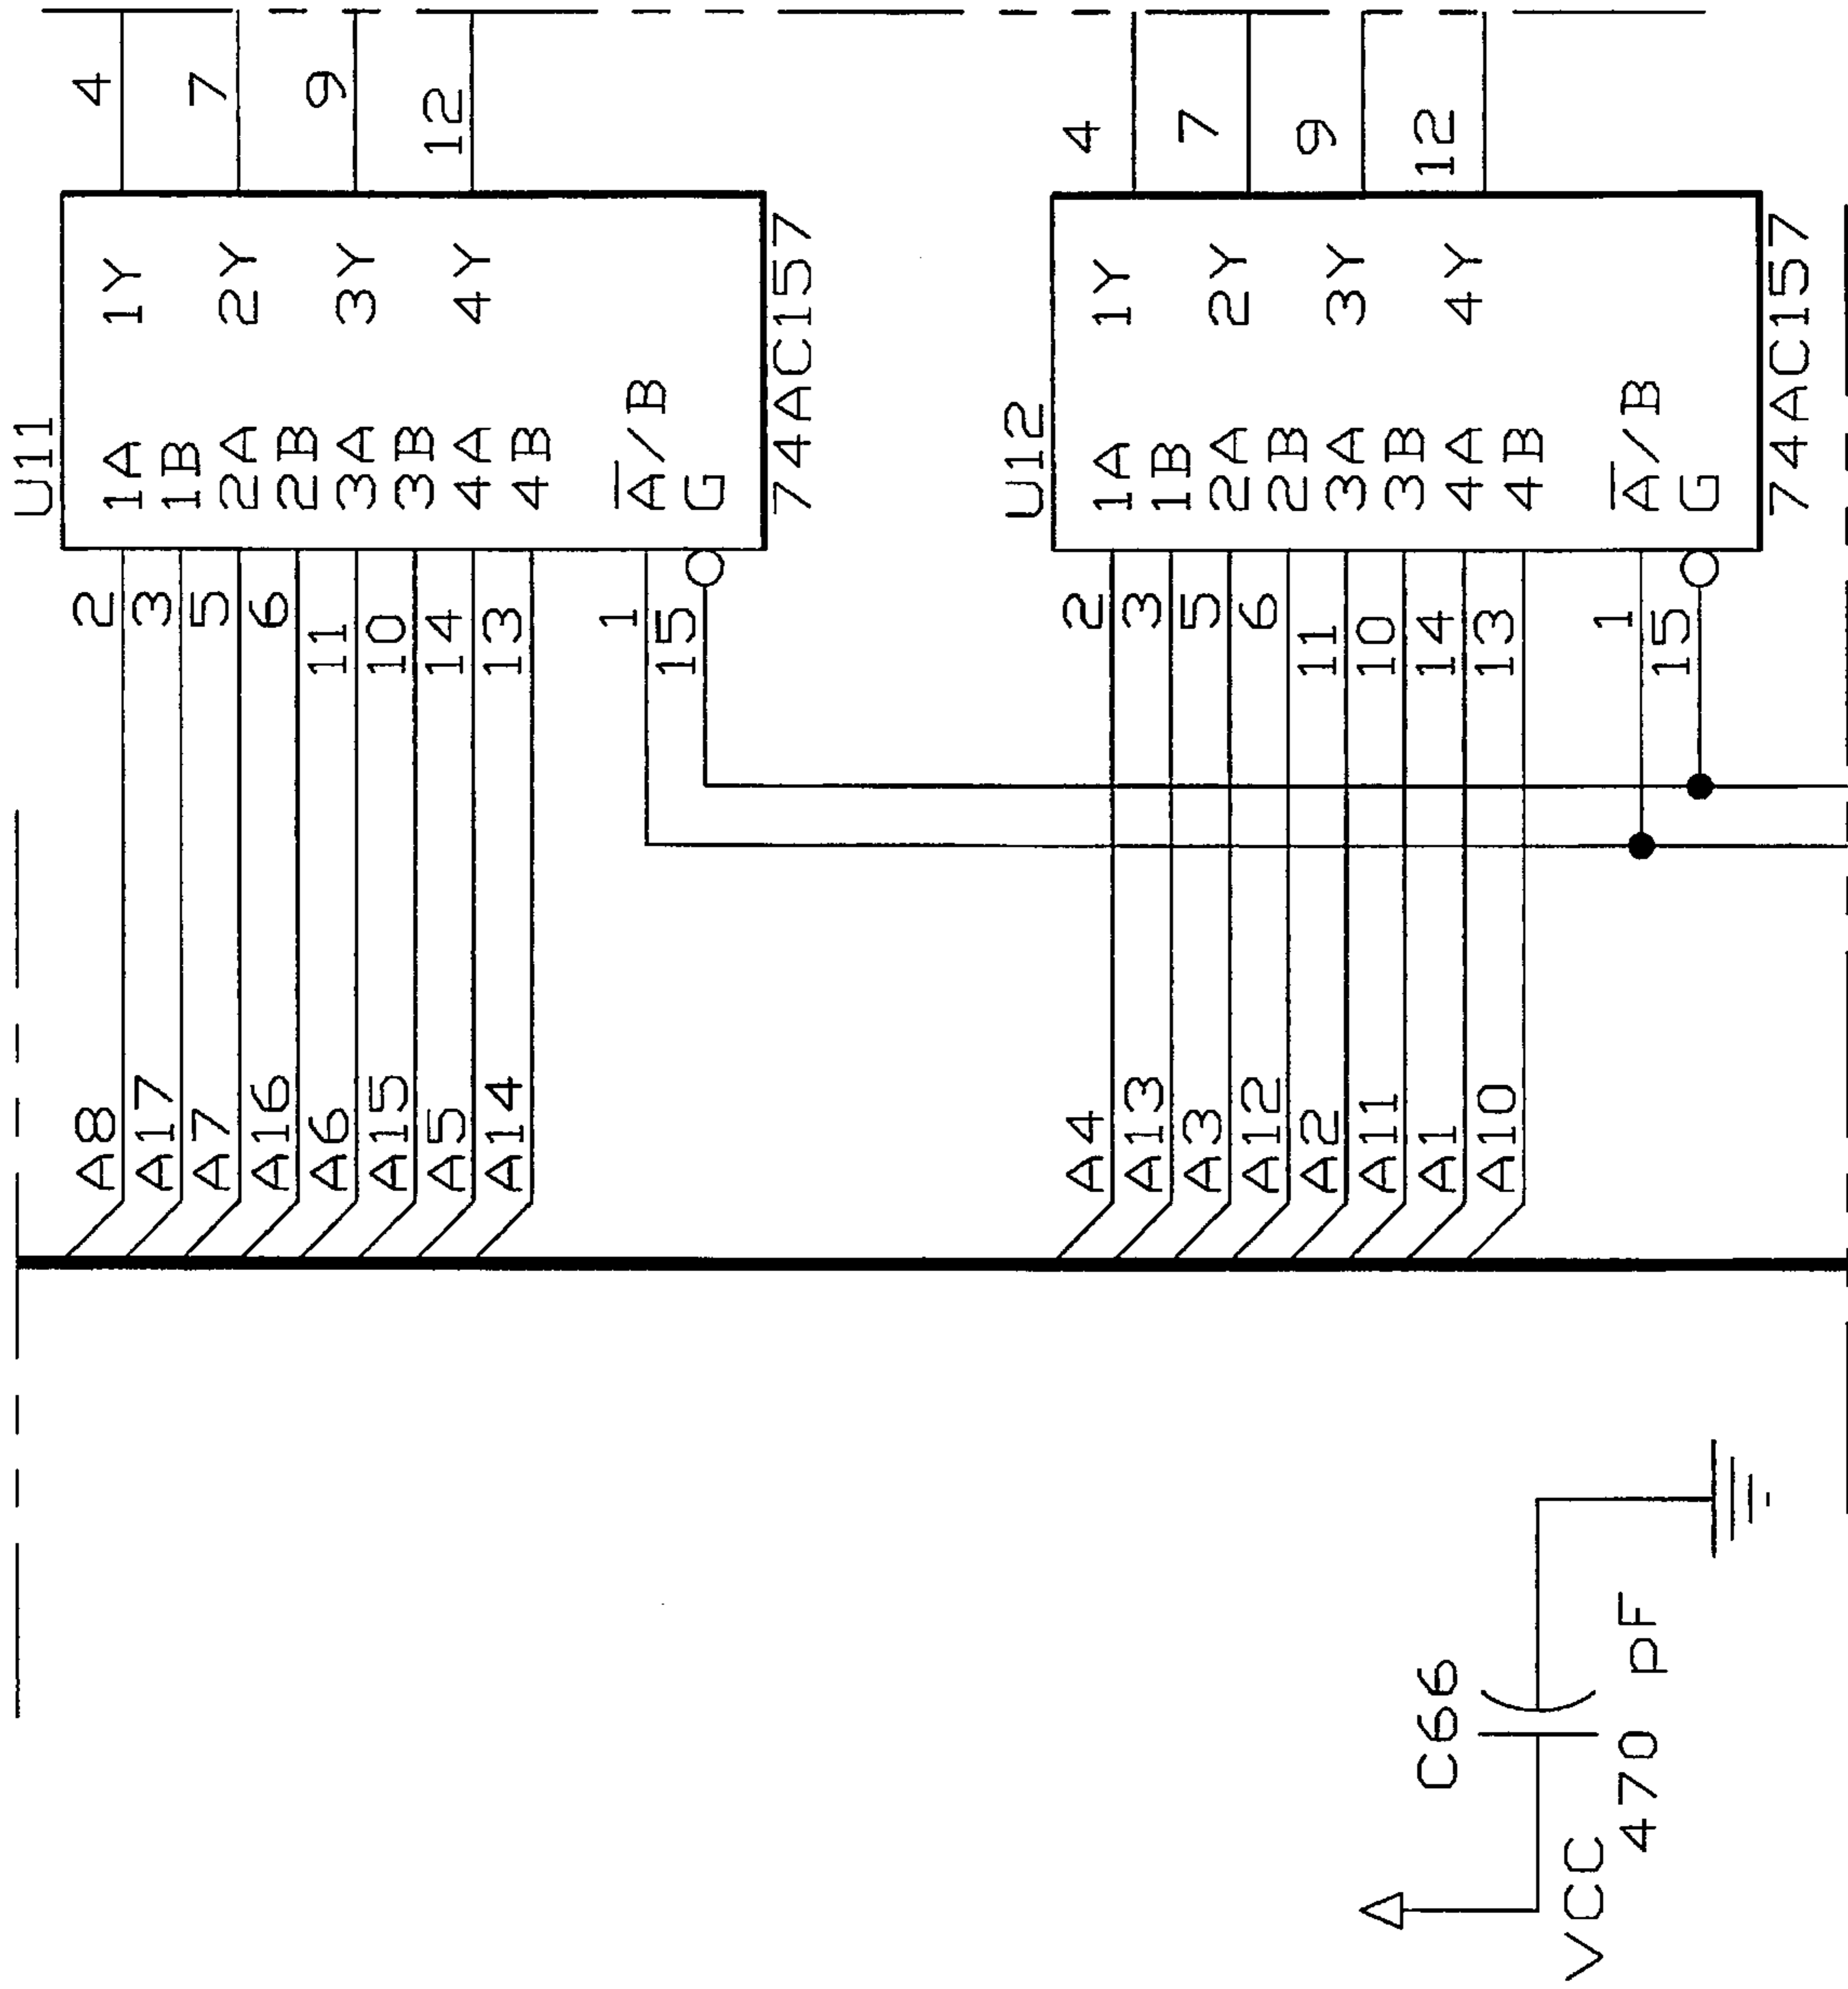 U11
A8 2 1A 1Y 4
A17 3 1B
A7 5 2A 2Y 7
A16 6 2B
A6 11 3A 3Y 9
A15 10 3B
A5 14 4A 4Y 12
A14 13 4B
1 A̅/B
15 G
74AC157
U12
A4 2 1A 1Y 4
A13 3 1B
A3 5 2A 2Y 7
A12 6 2B
A2 11 3A 3Y 9
A11 10 3B
A1 14 4A 4Y 12
A10 13 4B
1 A̅/B
15 G
74AC157
C66
VCC
470 pF